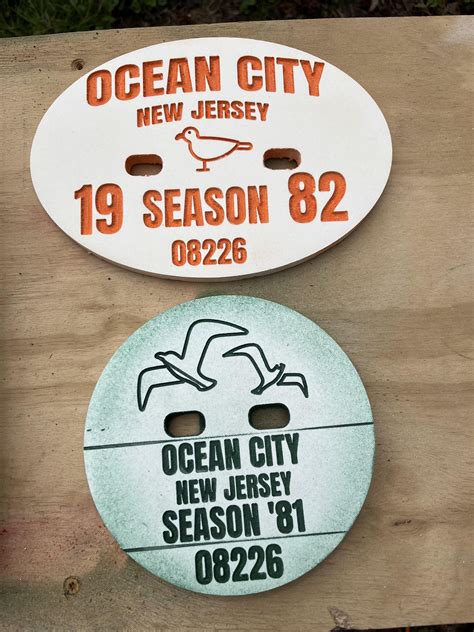 OCEAN CITY
NEW JERSEY
19 SEASON 82
08226
OCEAN CITY
NEW JERSEY
SEASON '81
08226